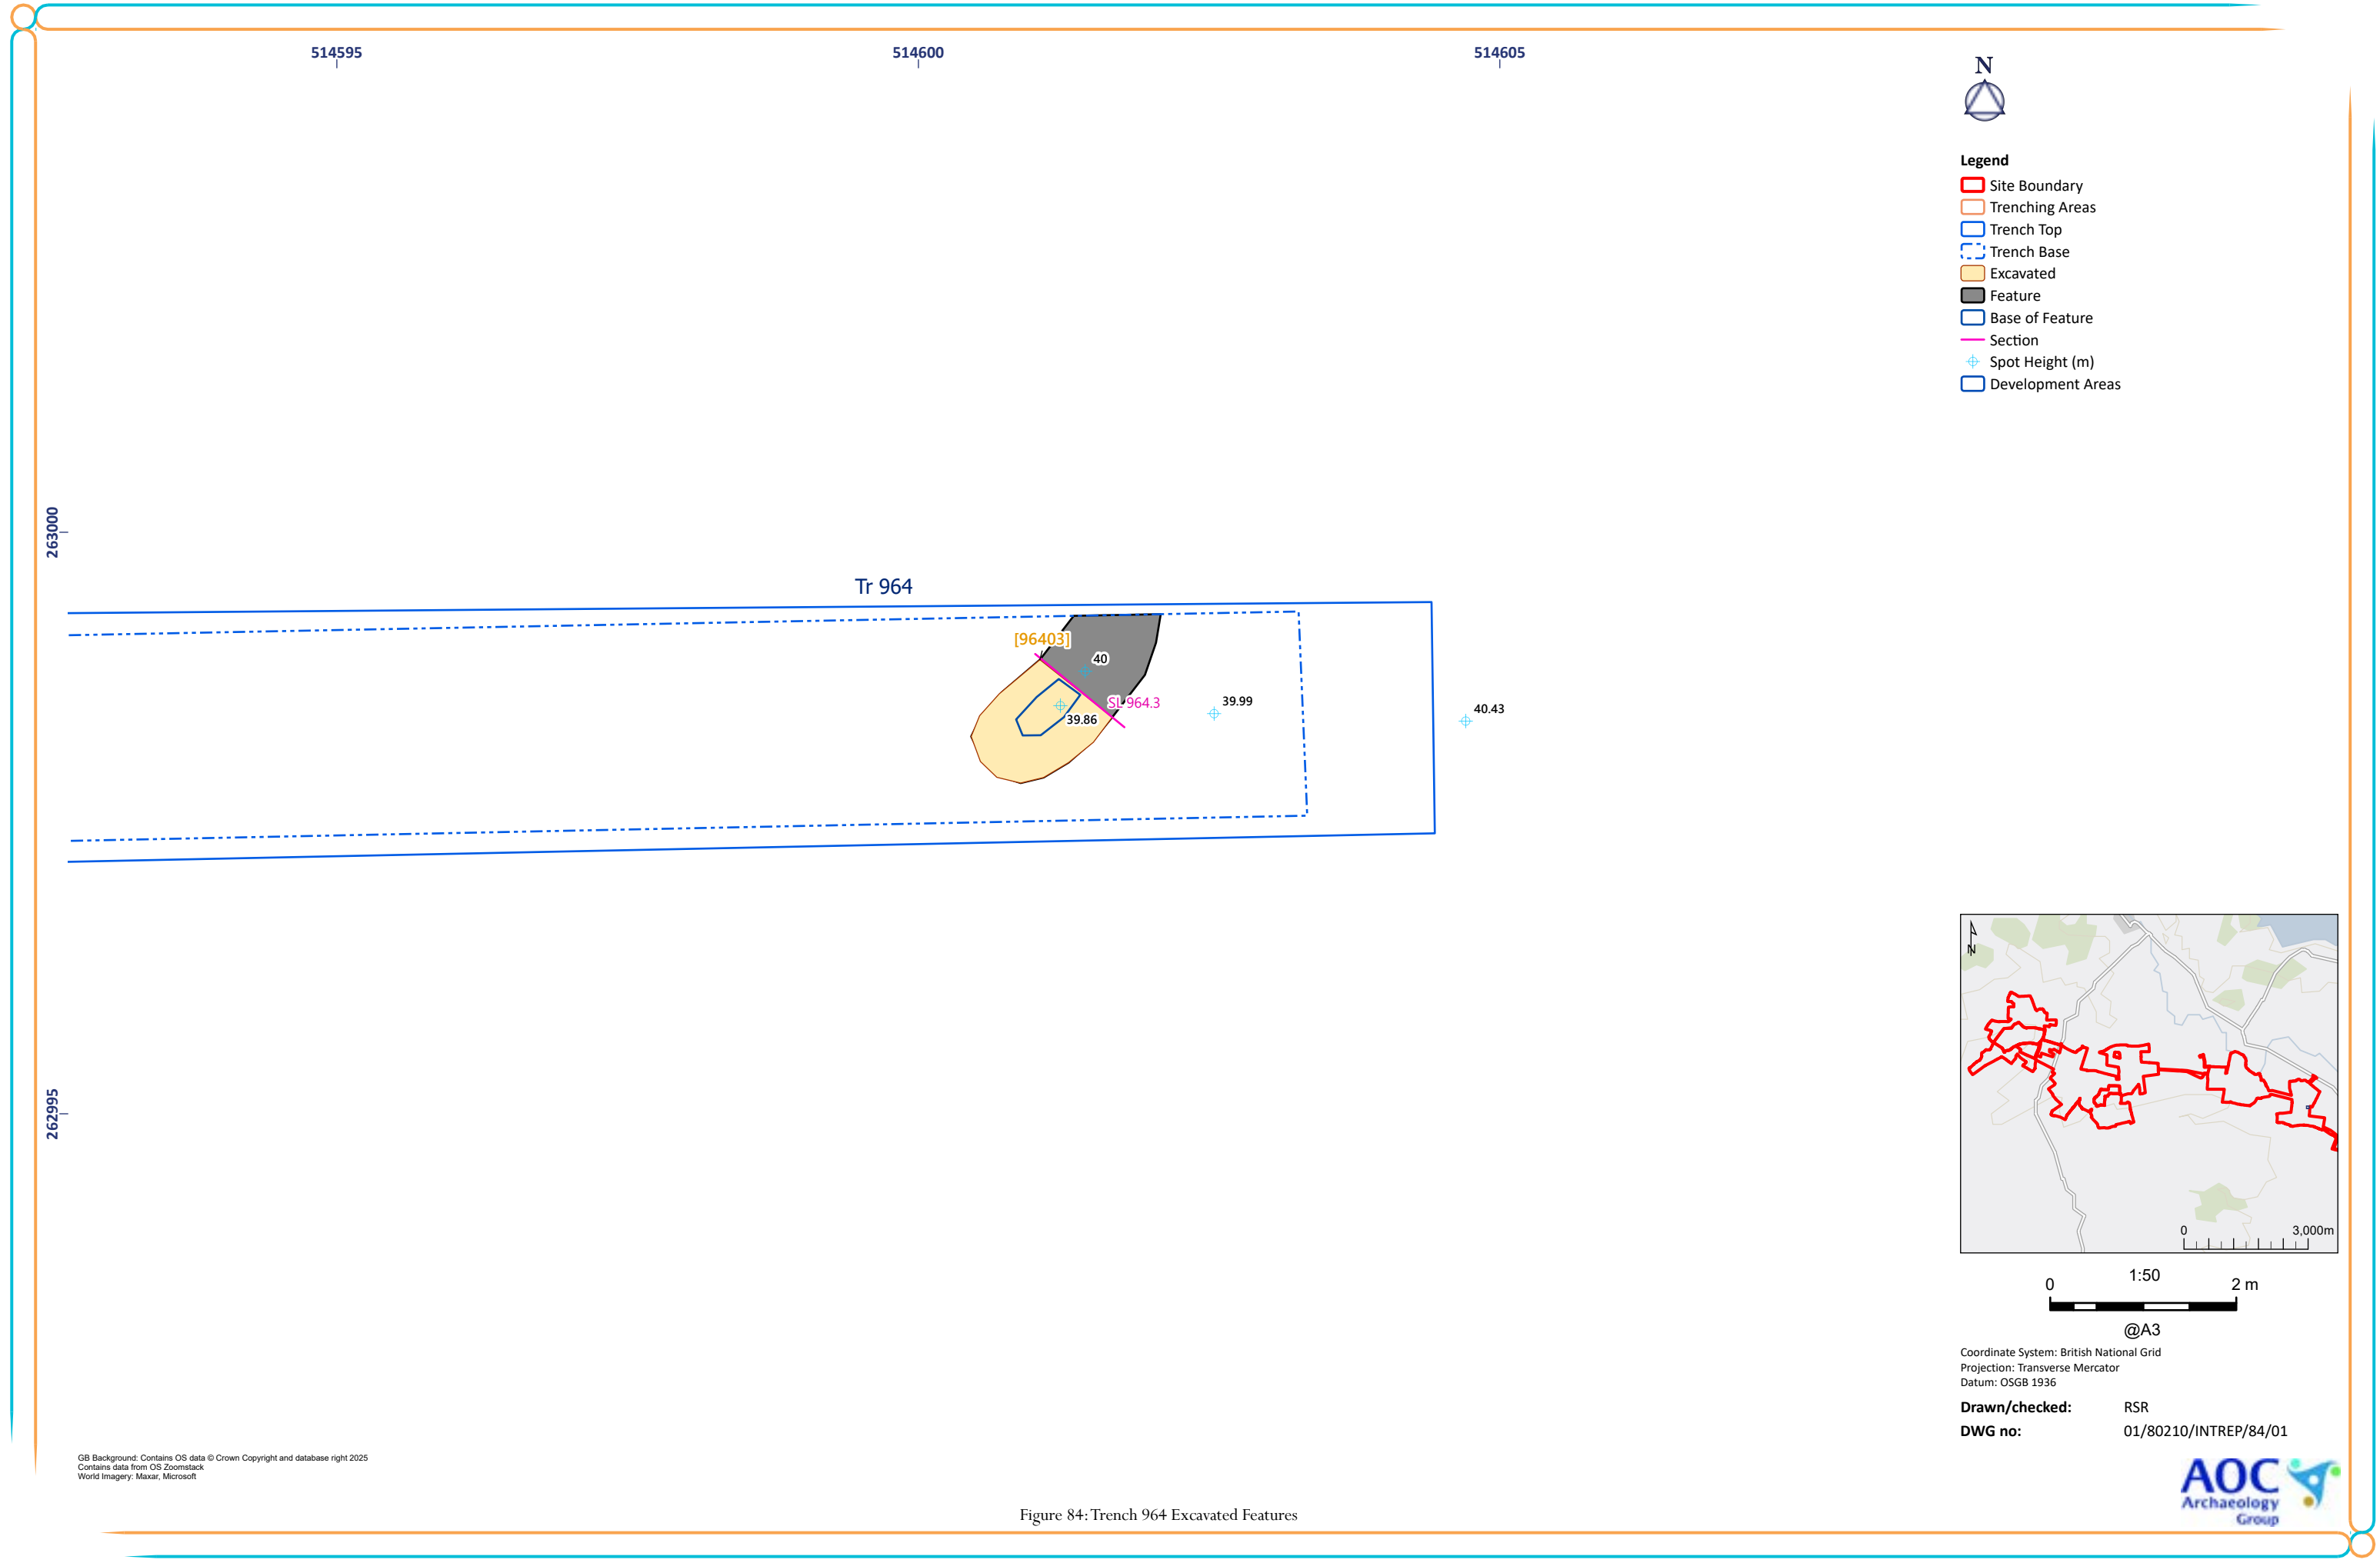 514595
514600
514605
N
Legend
Site Boundary
Trenching Areas
Trench Top
Trench Base
Excavated
Feature
Base of Feature
Section
Spot Height (m)
Development Areas
263000
Tr 964
[96403]
40
SL 964.3
39.99
40.43
39.86
262995
N
0 3,000m
1:50
0 2 m
@A3
Coordinate System: British National Grid
Projection: Transverse Mercator
Datum: OSGB 1936
Drawn/checked: RSR
DWG no: 01/80210/INTREP/84/01
GB Background: Contains OS data © Crown Copyright and database right 2025
Contains data from OS Zoomstack
World Imagery: Maxar, Microsoft
AOC
Archaeology
Group
Figure 84: Trench 964 Excavated Features